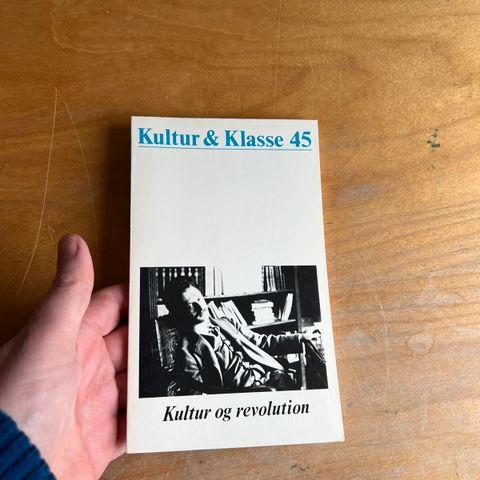 Kultur & Klasse 45
Kultur og revolution